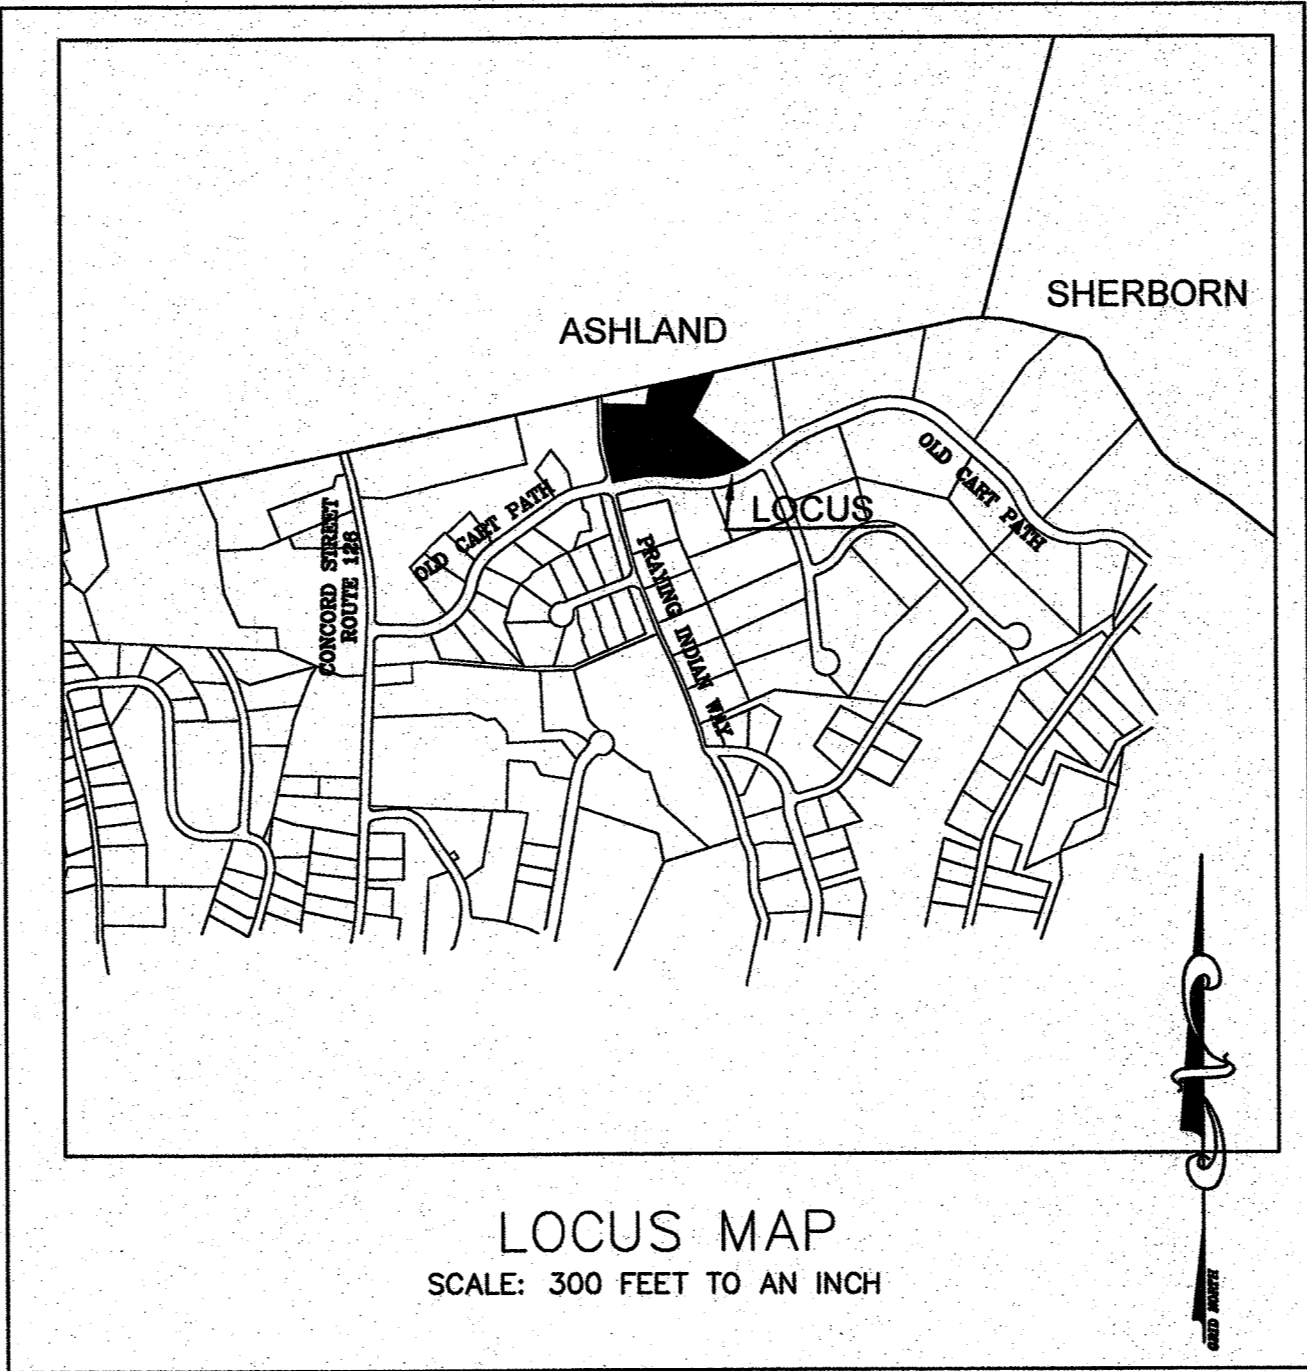 SHERBORN
ASHLAND
OLD CART PATH
LOCUS
OLD CART PATH
CONCORD STREET
ROUTE 126
PRAYING INDIAN WAY
LOCUS MAP
SCALE: 300 FEET TO AN INCH
GRID NORTH